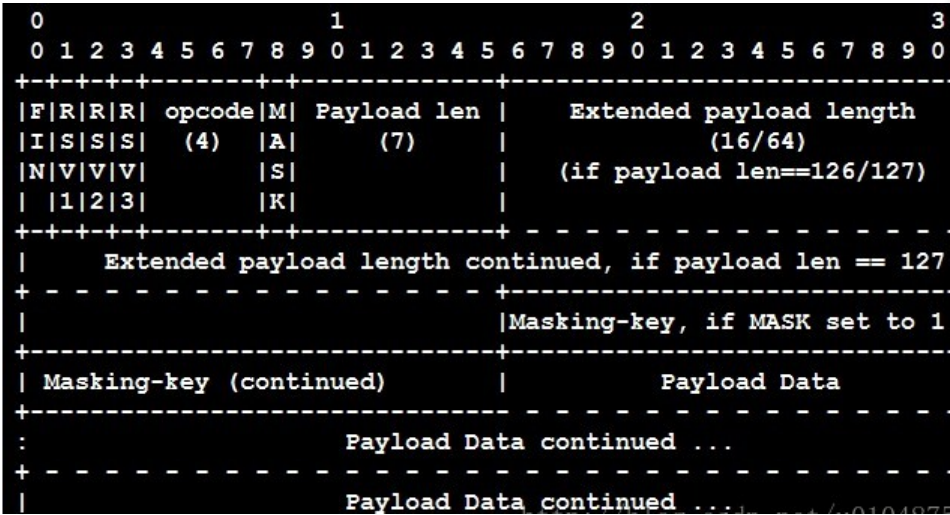 0 1 2 3
0 1 2 3 4 5 6 7 8 9 0 1 2 3 4 5 6 7 8 9 0 1 2 3 4 5 6 7 8 9 0
+-+-+-+-+-------+-+-------------+------------------------------
|F|R|R|R| opcode|M| Payload len | Extended payload length
|I|S|S|S| (4) |A| (7) | (16/64)
|N|V|V|V| |S| | (if payload len==126/127)
| |1|2|3| |K| |
+-+-+-+-+-------+-+-------------+ - - - - - - - - - - - - - - -
| Extended payload length continued, if payload len == 127
+ - - - - - - - - - - - - - - - +------------------------------
| |Masking-key, if MASK set to 1
+-------------------------------+------------------------------
| Masking-key (continued) | Payload Data
+-------------------------------- - - - - - - - - - - - - - - -
: Payload Data continued ...
+ - - - - - - - - - - - - - - - - - - - - - - - - - - - - - - -
| Payload Data continued ...